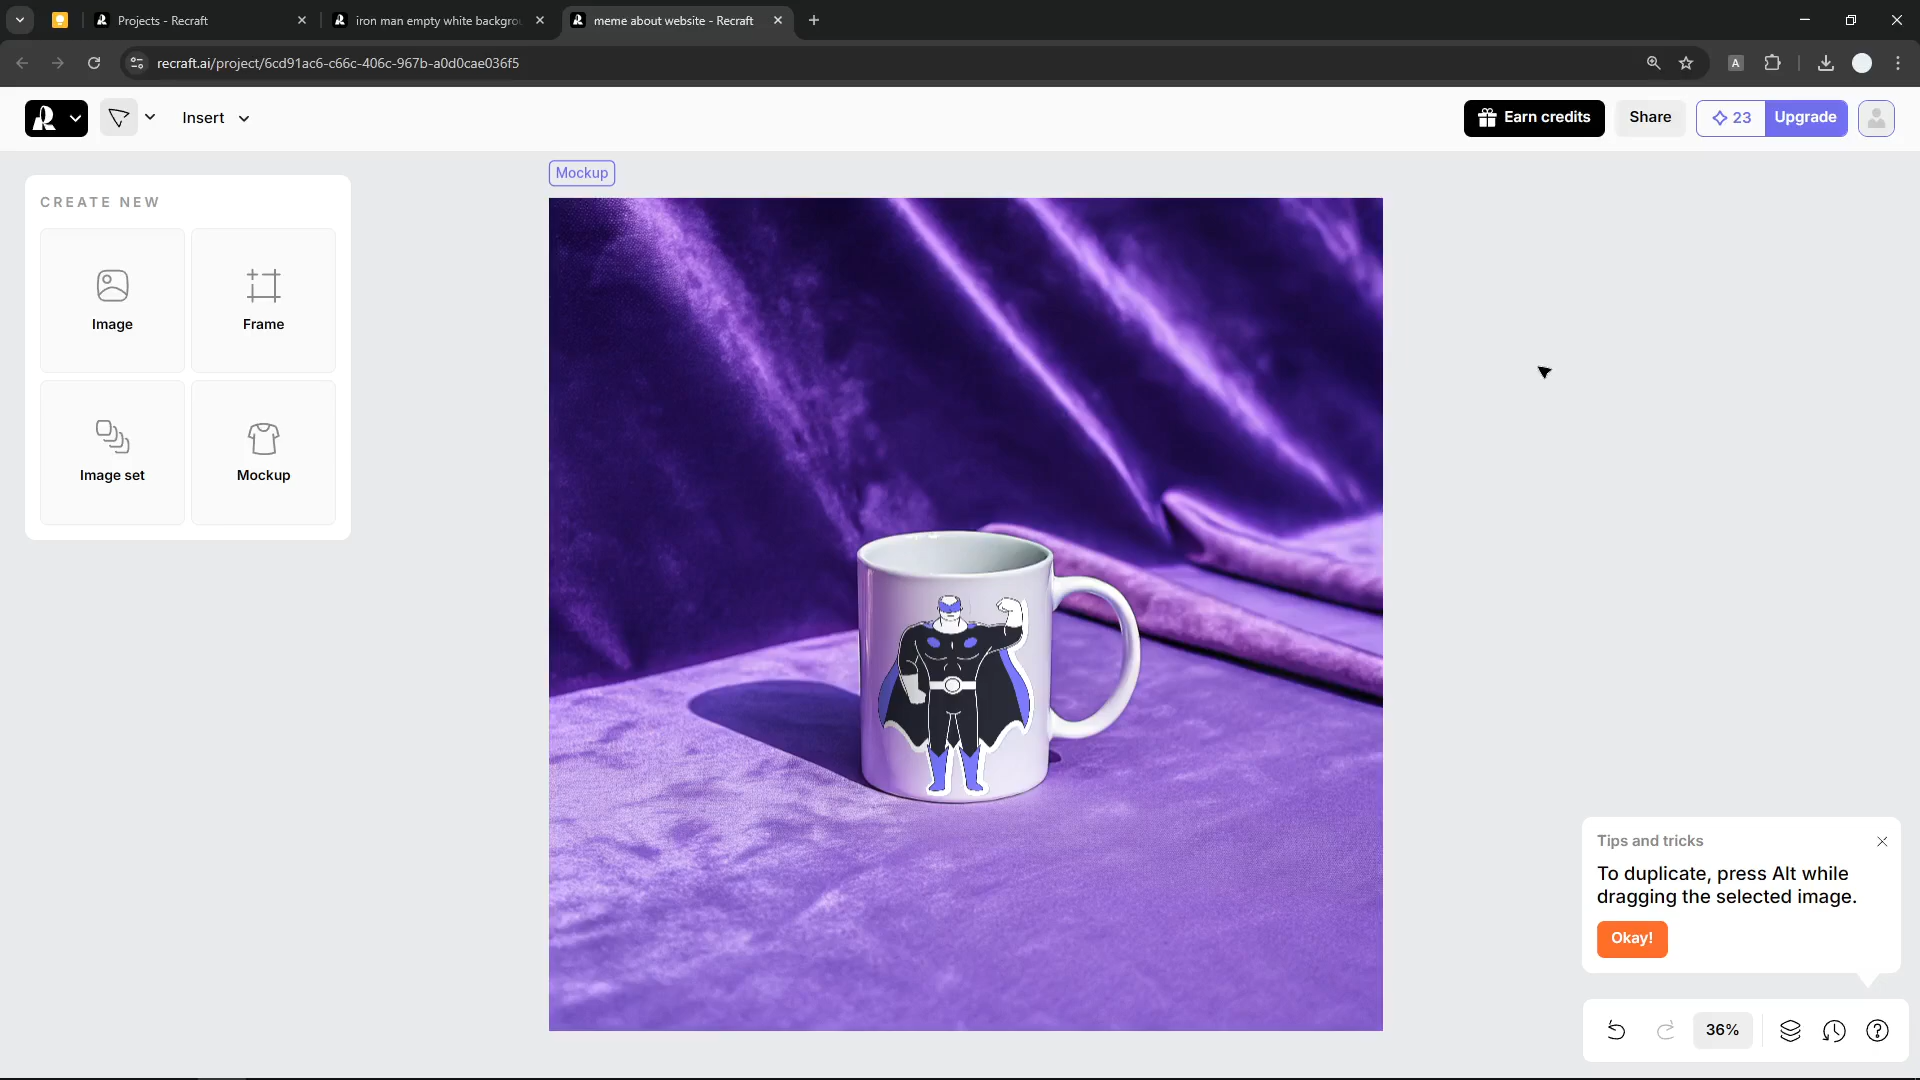 Projects - Recraft
iron man empty white backgrou
meme about website - Recraft
recraft.ai/project/6cd91ac6-c66c-406c-967b-a0d0cae036f5
A
Insert
Earn credits
Share
23
Upgrade
Mockup
CREATE NEW
Image
Frame
Image set
Mockup
Tips and tricks
To duplicate, press Alt while
dragging the selected image.
Okay!
36%